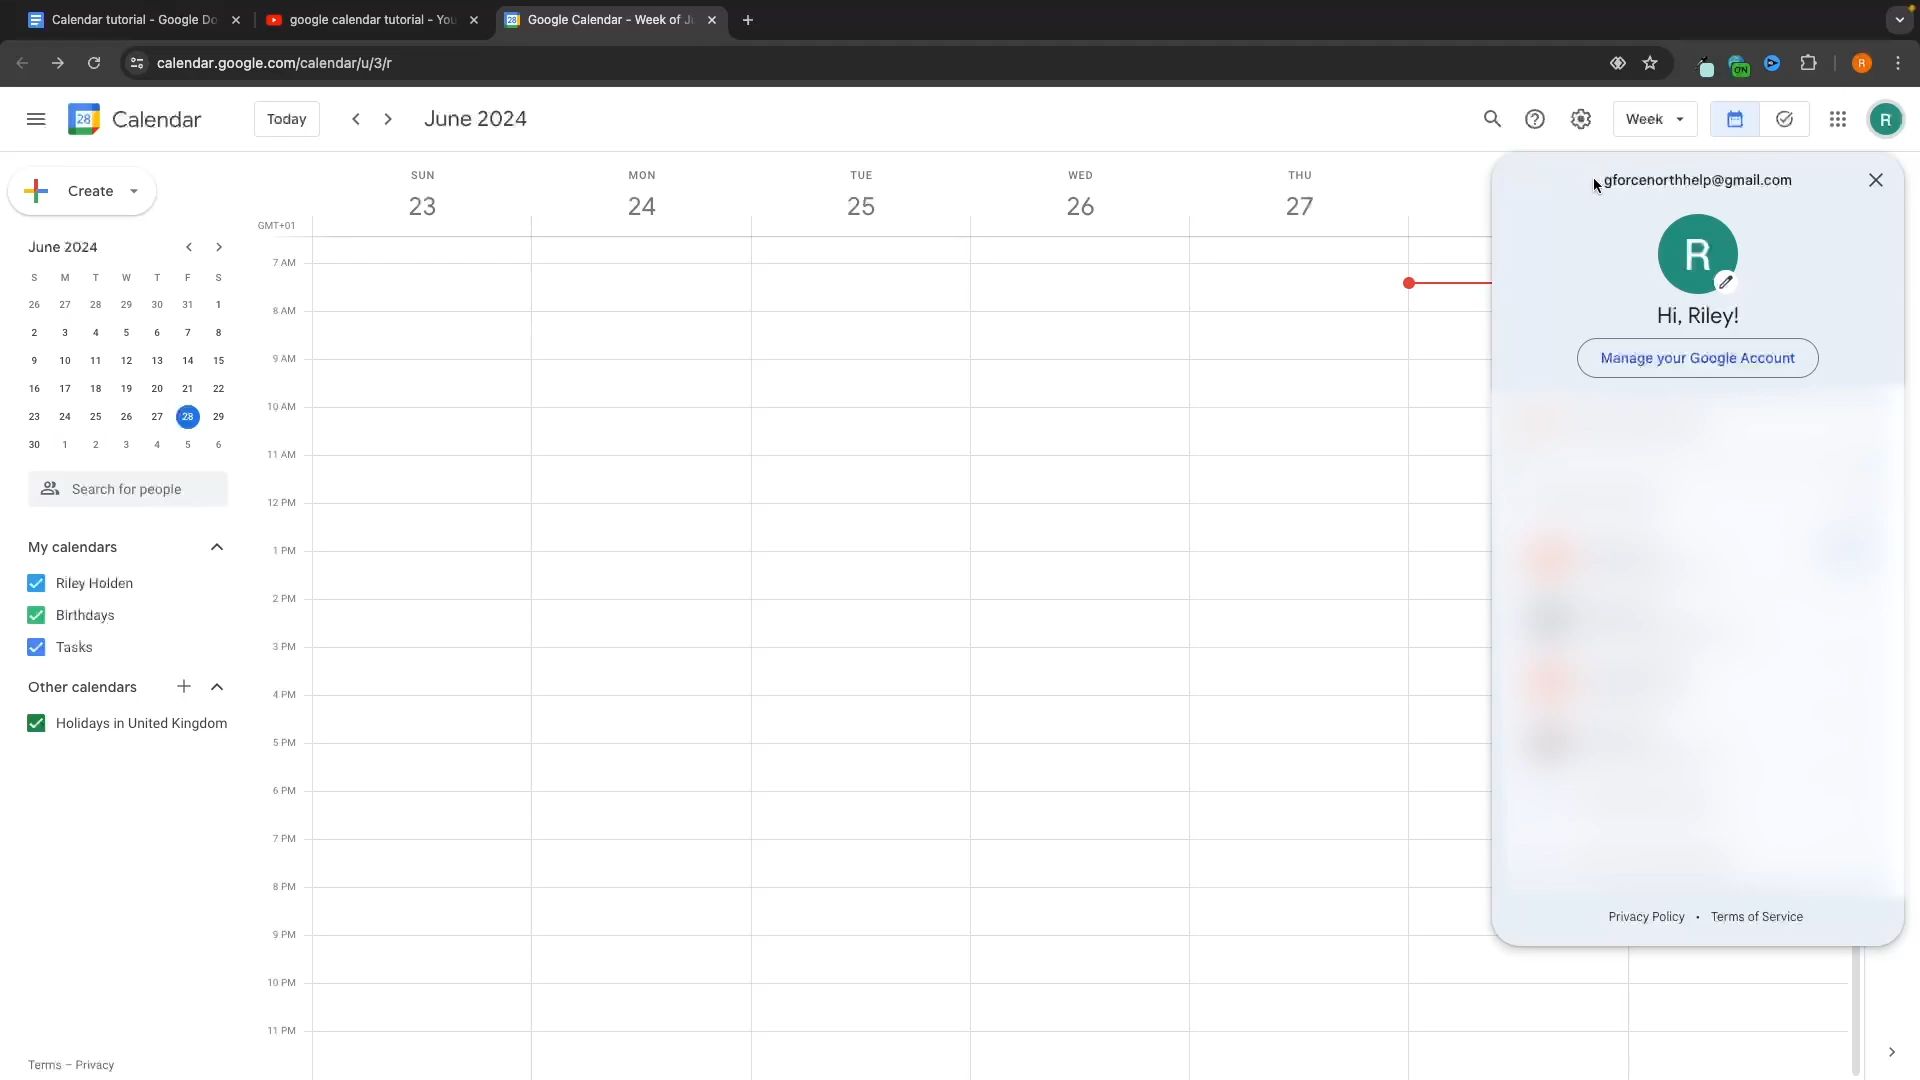 Calendar tutorial - Google Do
google calendar tutorial - You
Google Calendar - Week of Ju
calendar.google.com/calendar/u/3/r
ON
R
28
Calendar
Today
June 2024
Week
R
Create
June 2024
S M T W T F S
26 27 28 29 30 31 1
2 3 4 5 6 7 8
9 10 11 12 13 14 15
16 17 18 19 20 21 22
23 24 25 26 27 28 29
30 1 2 3 4 5 6
Search for people
My calendars
Riley Holden
Birthdays
Tasks
Other calendars
Holidays in United Kingdom
Terms – Privacy
SUN MON TUE WED THU
23 24 25 26 27
GMT+01
7 AM
8 AM
9 AM
10 AM
11 AM
12 PM
1 PM
2 PM
3 PM
4 PM
5 PM
6 PM
7 PM
8 PM
9 PM
10 PM
11 PM
gforcenorthhelp@gmail.com
R
Hi, Riley!
Manage your Google Account
Privacy Policy • Terms of Service